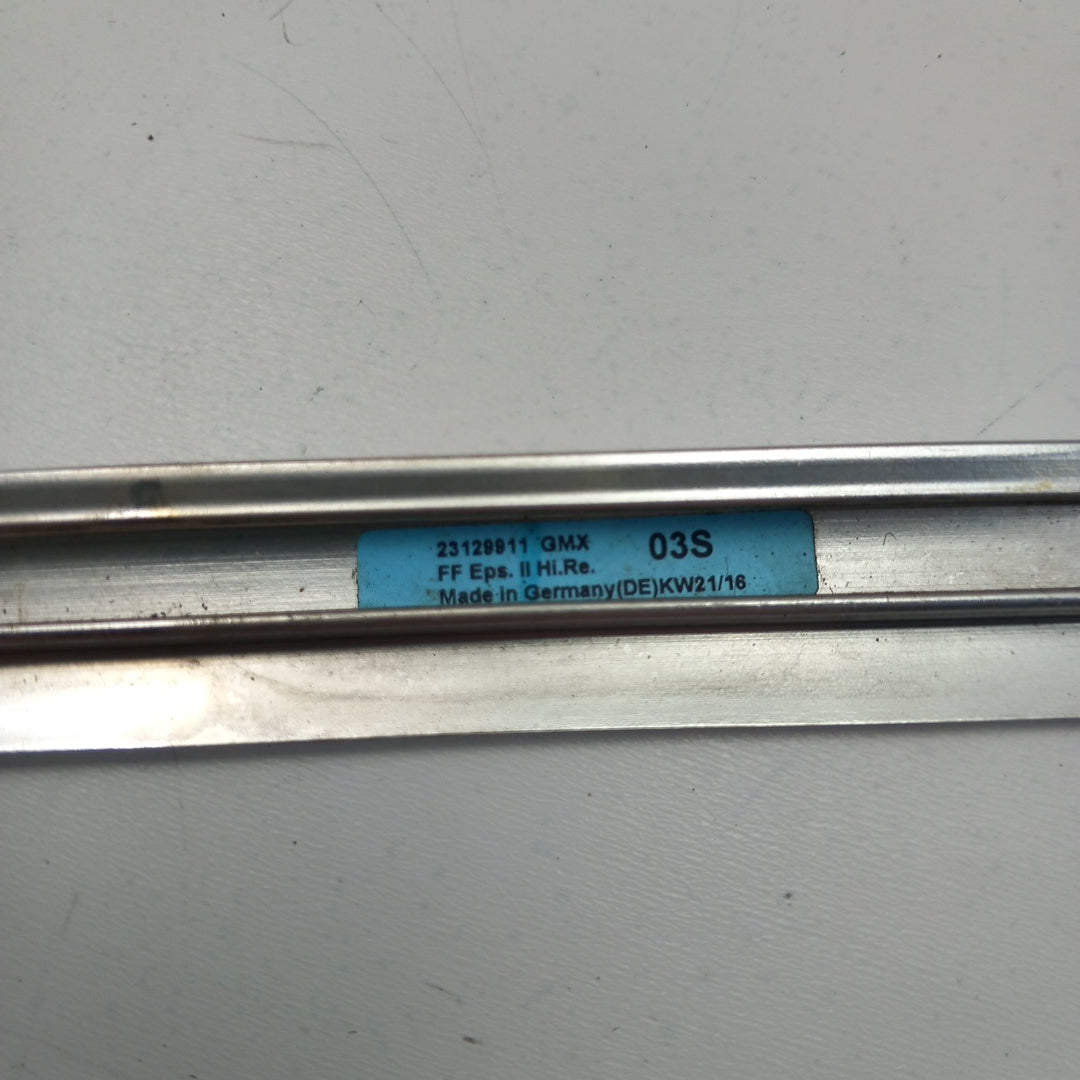 23129911 GMX 03S
FF Eps. II Hi.Re.
Made in Germany(DE)KW21/16